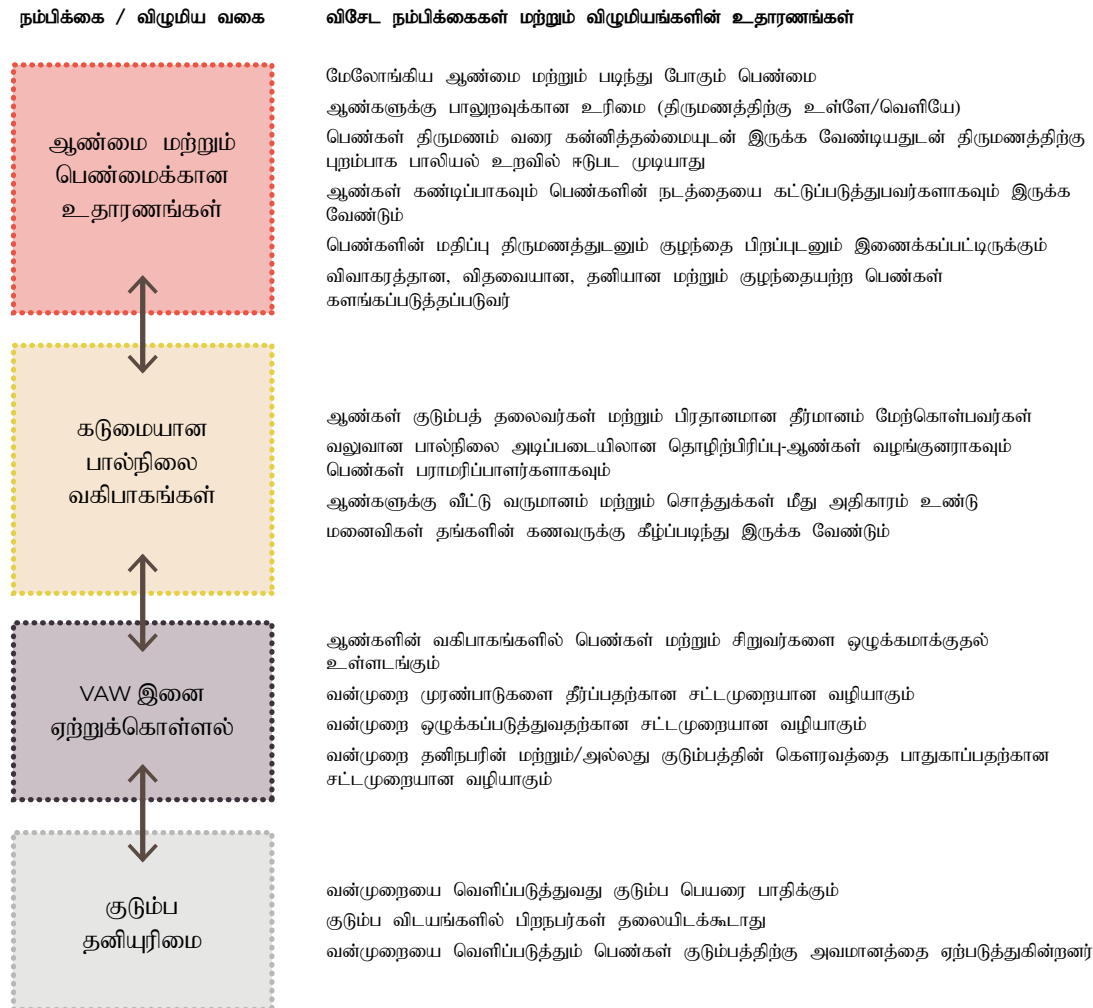 நம்பிக்கை / விழுமிய வகை
விசேட நம்பிக்கைகள் மற்றும் விழுமியங்களின் உதாரணங்கள்
ஆண்மை மற்றும்
பெண்மைக்கான
உதாரணங்கள்
மேலோங்கிய ஆண்மை மற்றும் படிந்து போகும் பெண்மை
ஆண்களுக்கு பாலுறவுக்கான உரிமை (திருமணத்திற்கு உள்ளே/வெளியே)
பெண்கள் திருமணம் வரை கன்னித்தன்மையுடன் இருக்க வேண்டியதுடன் திருமணத்திற்கு
புறம்பாக பாலியல் உறவில் ஈடுபட முடியாது
ஆண்கள் கண்டிப்பாகவும் பெண்களின் நடத்தையை கட்டுப்படுத்துபவர்களாகவும் இருக்க
வேண்டும்
பெண்களின் மதிப்பு திருமணத்துடனும் குழந்தை பிறப்புடனும் இணைக்கப்பட்டிருக்கும்
விவாகரத்தான, விதவையான, தனியான மற்றும் குழந்தையற்ற பெண்கள்
களங்கப்படுத்தப்படுவர்
கடுமையான
பால்நிலை
வகிபாகங்கள்
ஆண்கள் குடும்பத் தலைவர்கள் மற்றும் பிரதானமான தீர்மானம் மேற்கொள்பவர்கள்
வலுவான பால்நிலை அடிப்படையிலான தொழிற்பிரிப்பு-ஆண்கள் வழங்குனராகவும்
பெண்கள் பராமரிப்பாளர்களாகவும்
ஆண்களுக்கு வீட்டு வருமானம் மற்றும் சொத்துக்கள் மீது அதிகாரம் உண்டு
மனைவிகள் தங்களின் கணவருக்கு கீழ்ப்படிந்து இருக்க வேண்டும்
VAW இனை
ஏற்றுக்கொள்ளல்
ஆண்களின் வகிபாகங்களில் பெண்கள் மற்றும் சிறுவர்களை ஒழுக்கமாக்குதல்
உள்ளடங்கும்
வன்முறை முரண்பாடுகளை தீர்ப்பதற்கான சட்டமுறையான வழியாகும்
வன்முறை ஒழுக்கப்படுத்துவதற்கான சட்டமுறையான வழியாகும்
வன்முறை தனிநபரின் மற்றும்/அல்லது குடும்பத்தின் கௌரவத்தை பாதுகாப்பதற்கான
சட்டமுறையான வழியாகும்
குடும்ப
தனியுரிமை
வன்முறையை வெளிப்படுத்துவது குடும்ப பெயரை பாதிக்கும்
குடும்ப விடயங்களில் பிறநபர்கள் தலையிடக்கூடாது
வன்முறையை வெளிப்படுத்தும் பெண்கள் குடும்பத்திற்கு அவமானத்தை ஏற்படுத்துகின்றனர்